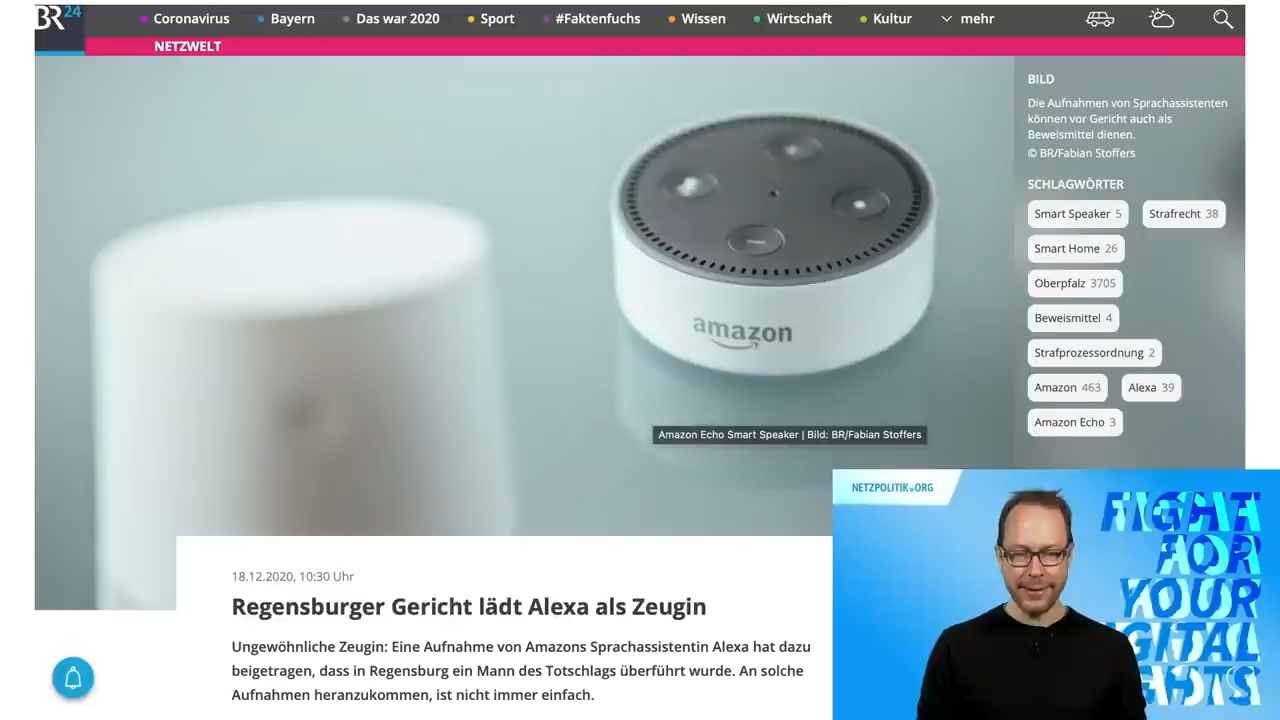 BR24
Coronavirus
Bayern
Das war 2020
Sport
#Faktenfuchs
Wissen
Wirtschaft
Kultur
mehr
NETZWELT
BILD
Die Aufnahmen von Sprachassistenten
können vor Gericht auch als
Beweismittel dienen.
© BR/Fabian Stoffers
SCHLAGWÖRTER
Smart Speaker 5
Strafrecht 38
Smart Home 26
Oberpfalz 3705
Beweismittel 4
Strafprozessordnung 2
Amazon 463
Alexa 39
Amazon Echo 3
amazon
Amazon Echo Smart Speaker | Bild: BR/Fabian Stoffers
18.12.2020, 10:30 Uhr
Regensburger Gericht lädt Alexa als Zeugin
Ungewöhnliche Zeugin: Eine Aufnahme von Amazons Sprachassistentin Alexa hat dazu
beigetragen, dass in Regensburg ein Mann des Totschlags überführt wurde. An solche
Aufnahmen heranzukommen, ist nicht immer einfach.
NETZPOLITIK.ORG
FIGHT
FOR
YOUR
IGITAL
GHTS